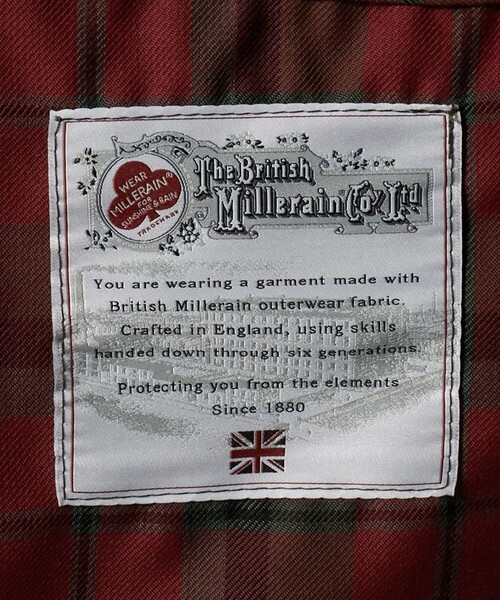 WEAR
MILLERAIN®
FOR
SUNSHINE & RAIN
TRADEMARK
The British
Millerain Co Ltd
You are wearing a garment made with
British Millerain outerwear fabric.
Crafted in England, using skills
handed down through six generations.
Protecting you from the elements
Since 1880